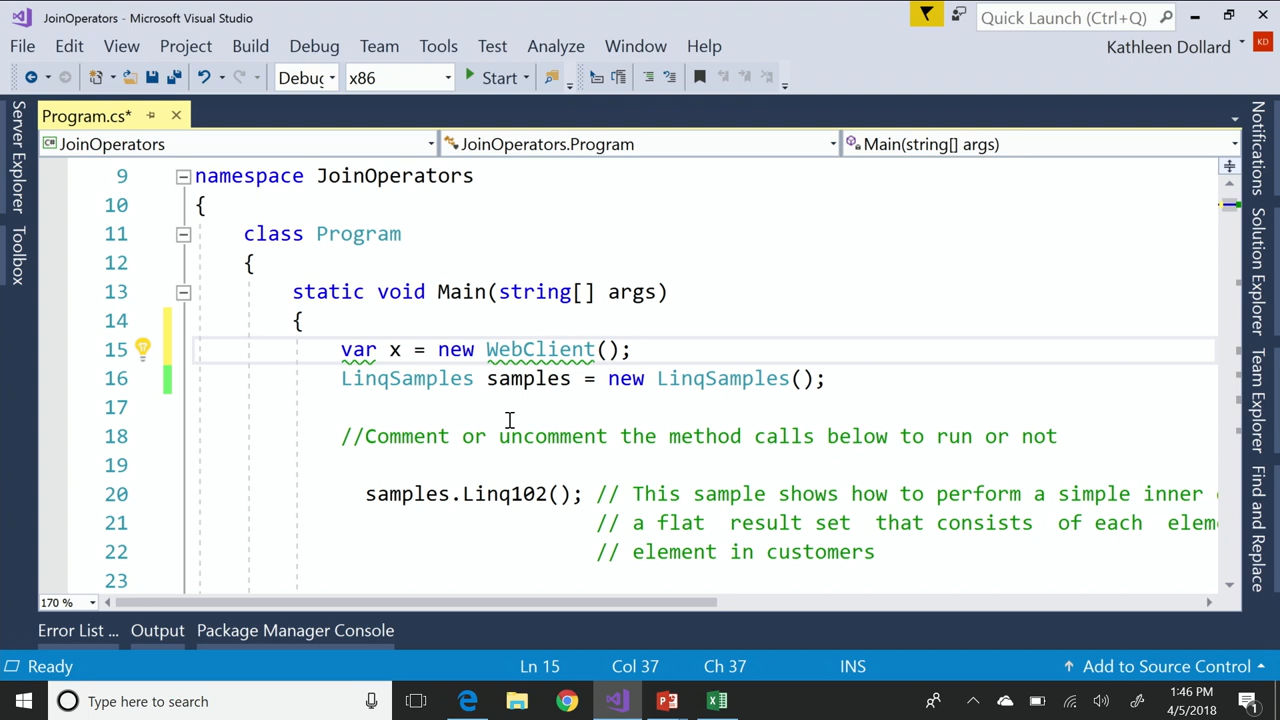 JoinOperators - Microsoft Visual Studio
Quick Launch (Ctrl+Q)
File Edit View Project Build Debug Team Tools Test Analyze Window Help
Kathleen Dollard KD
Debug x86 Start
Server Explorer
Toolbox
Program.cs*
JoinOperators JoinOperators.Program Main(string[] args)
9 namespace JoinOperators
10 {
11 class Program
12 {
13 static void Main(string[] args)
14 {
15 var x = new WebClient();
16 LinqSamples samples = new LinqSamples();
17
18 //Comment or uncomment the method calls below to run or not
19
20 samples.Linq102(); // This sample shows how to perform a simple inner
21 // a flat result set that consists of each elem
22 // element in customers
23
170 %
Notifications
Solution Explorer
Team Explorer
Find and Replace
Error List ... Output Package Manager Console
Ready Ln 15 Col 37 Ch 37 INS Add to Source Control
Type here to search
1:46 PM
4/5/2018
1